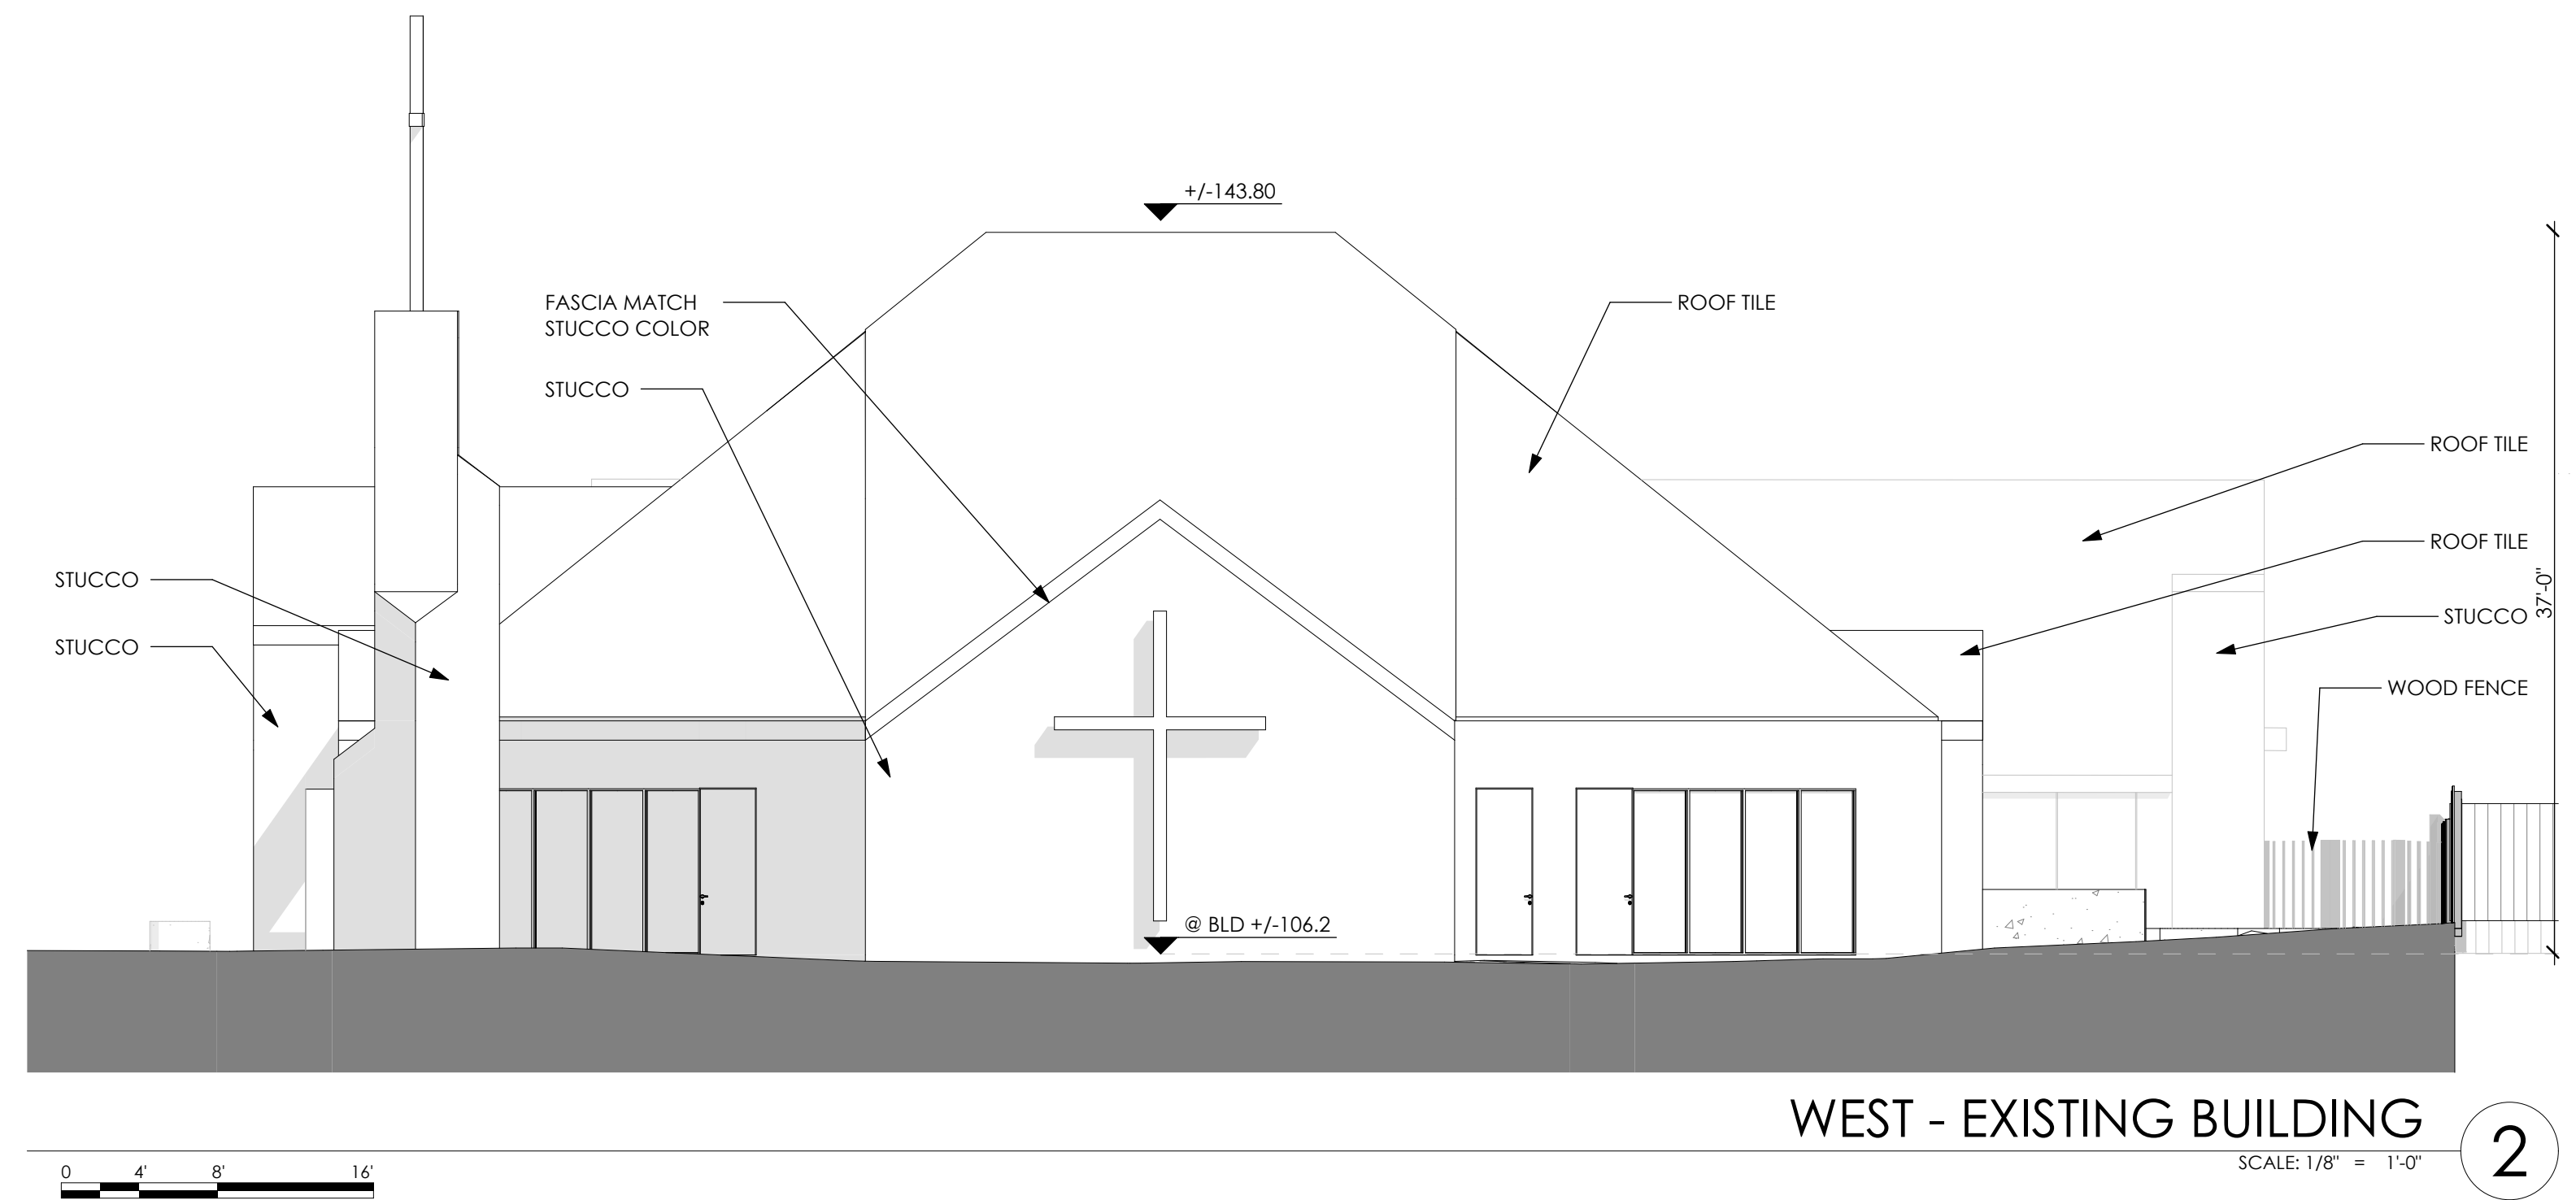 +/-143.80
FASCIA MATCH
STUCCO COLOR
ROOF TILE
STUCCO
ROOF TILE
ROOF TILE
STUCCO
STUCCO
37'-0"
STUCCO
WOOD FENCE
@ BLD +/-106.2
WEST - EXISTING BUILDING
2
SCALE: 1/8" = 1'-0"
0 4' 8' 16'